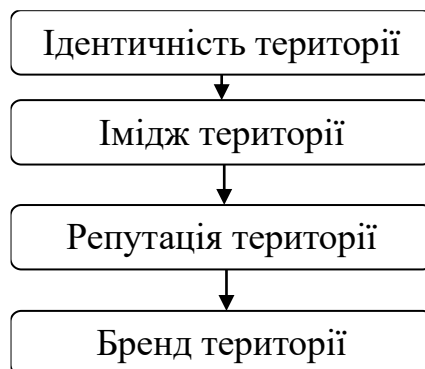 Ідентичність території
Імідж території
Репутація території
Бренд території